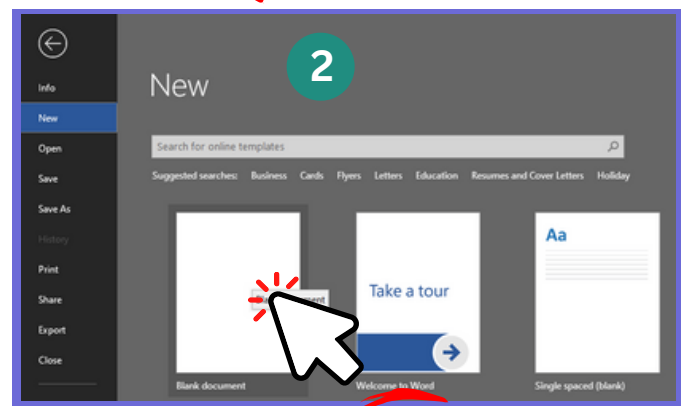 2
New
Info
New
Open
Save
Save As
History
Print
Share
Export
Close
Search for online templates
Suggested searches: Business Cards Flyers Letters Education Resumes and Cover Letters Holiday
Take a tour
Aa
Blank document
Welcome to Word
Single spaced (blank)